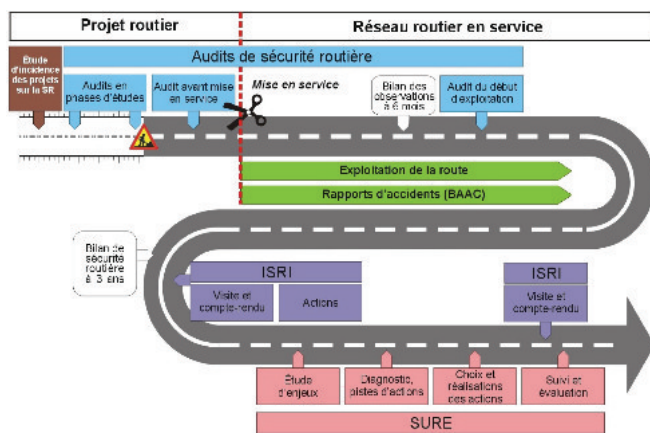 Projet routier
Réseau routier en service
Étude
d'incidence
des projets
sur la SR
Audits de sécurité routière
Audits en
phases d'études
Audit avant mise
en service
Mise en service
Bilan des
observations
à 6 mois
Audit du début
d'exploitation
Exploitation de la route
Rapports d'accidents (BAAC)
Bilan de
sécurité
routière
à 3 ans
ISRI
Visite et
compte-rendu
Actions
ISRI
Visite et
compte-rendu
Étude
d'enjeux
Diagnostic,
pistes d'actions
Choix et
réalisations
des actions
Suivi et
évaluation
SURE